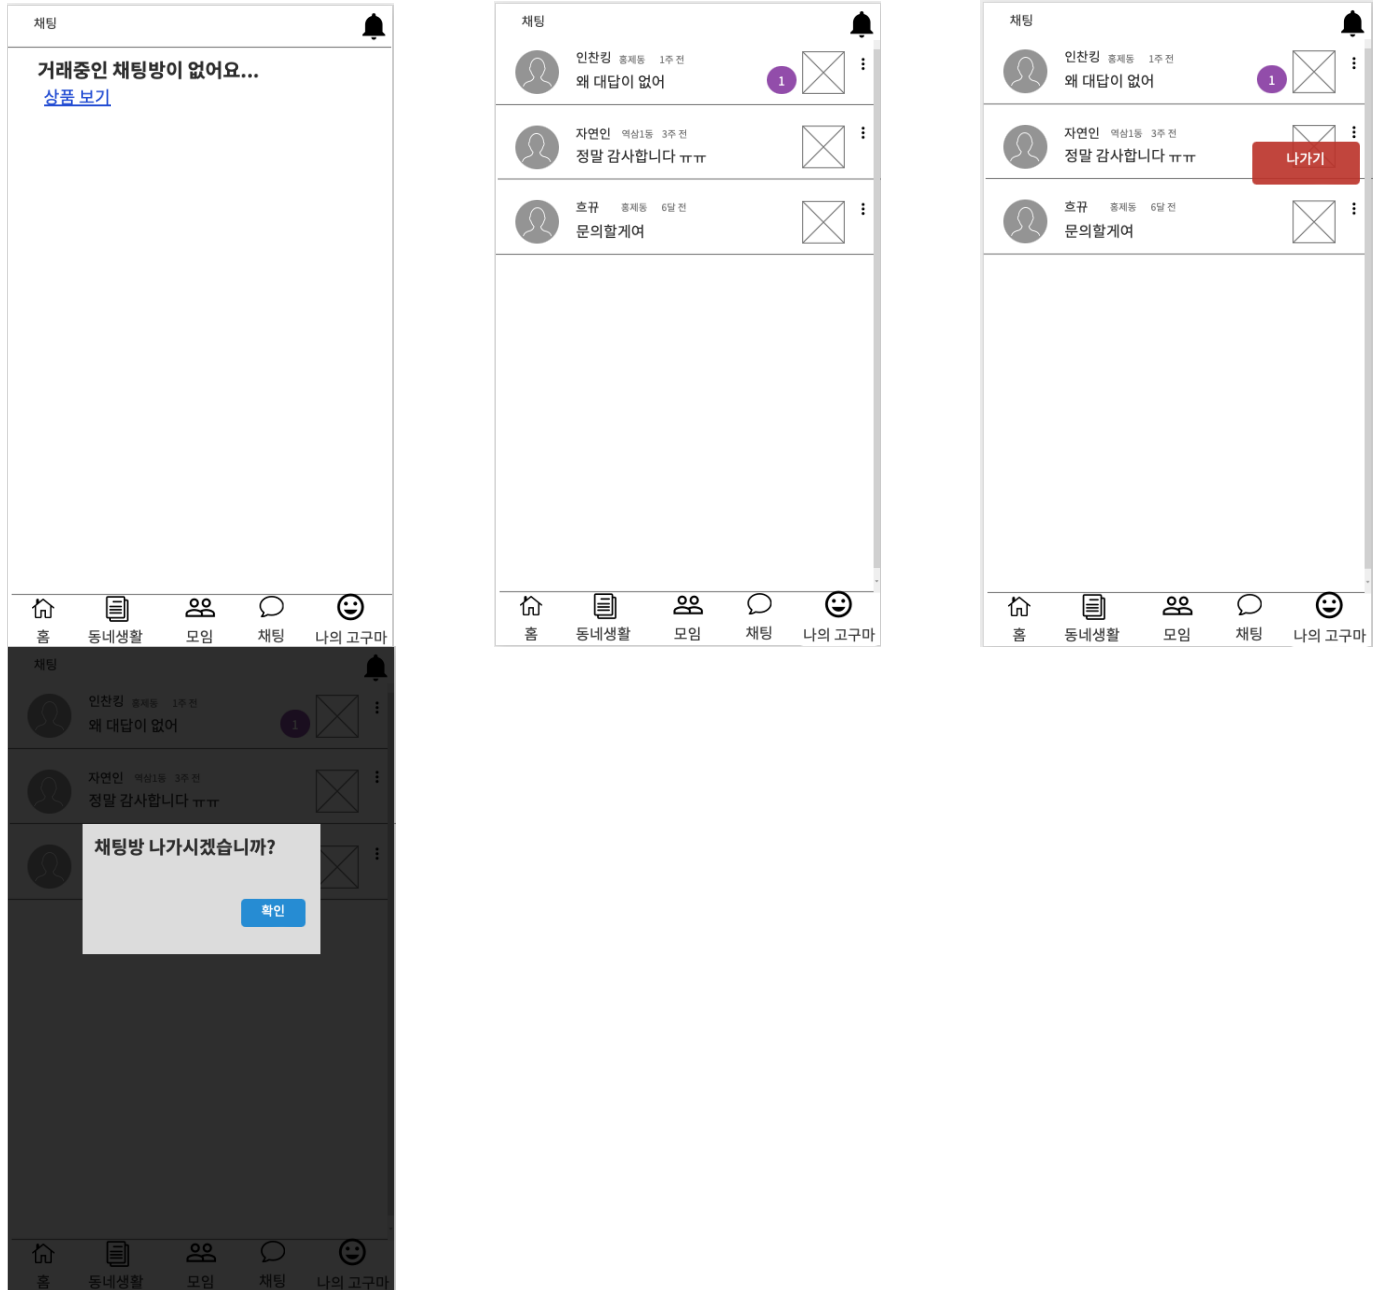 채팅
거래중인 채팅방이 없어요...
상품 보기
홈 동네생활 모임 채팅 나의 고구마
채팅
인찬킹 홍제동 1주 전
왜 대답이 없어 1
자연인 역삼1동 3주 전
정말 감사합니다 ㅠㅠ
흐뀨 홍제동 6달 전
문의할게여
홈 동네생활 모임 채팅 나의 고구마
채팅
인찬킹 홍제동 1주 전
왜 대답이 없어 1
자연인 역삼1동 3주 전
정말 감사합니다 ㅠㅠ 나가기
흐뀨 홍제동 6달 전
문의할게여
홈 동네생활 모임 채팅 나의 고구마
채팅
인찬킹 홍제동 1주 전
왜 대답이 없어 1
자연인 역삼1동 3주 전
정말 감사합니다 ㅠㅠ
채팅방 나가시겠습니까?
확인
홈 동네생활 모임 채팅 나의 고구마